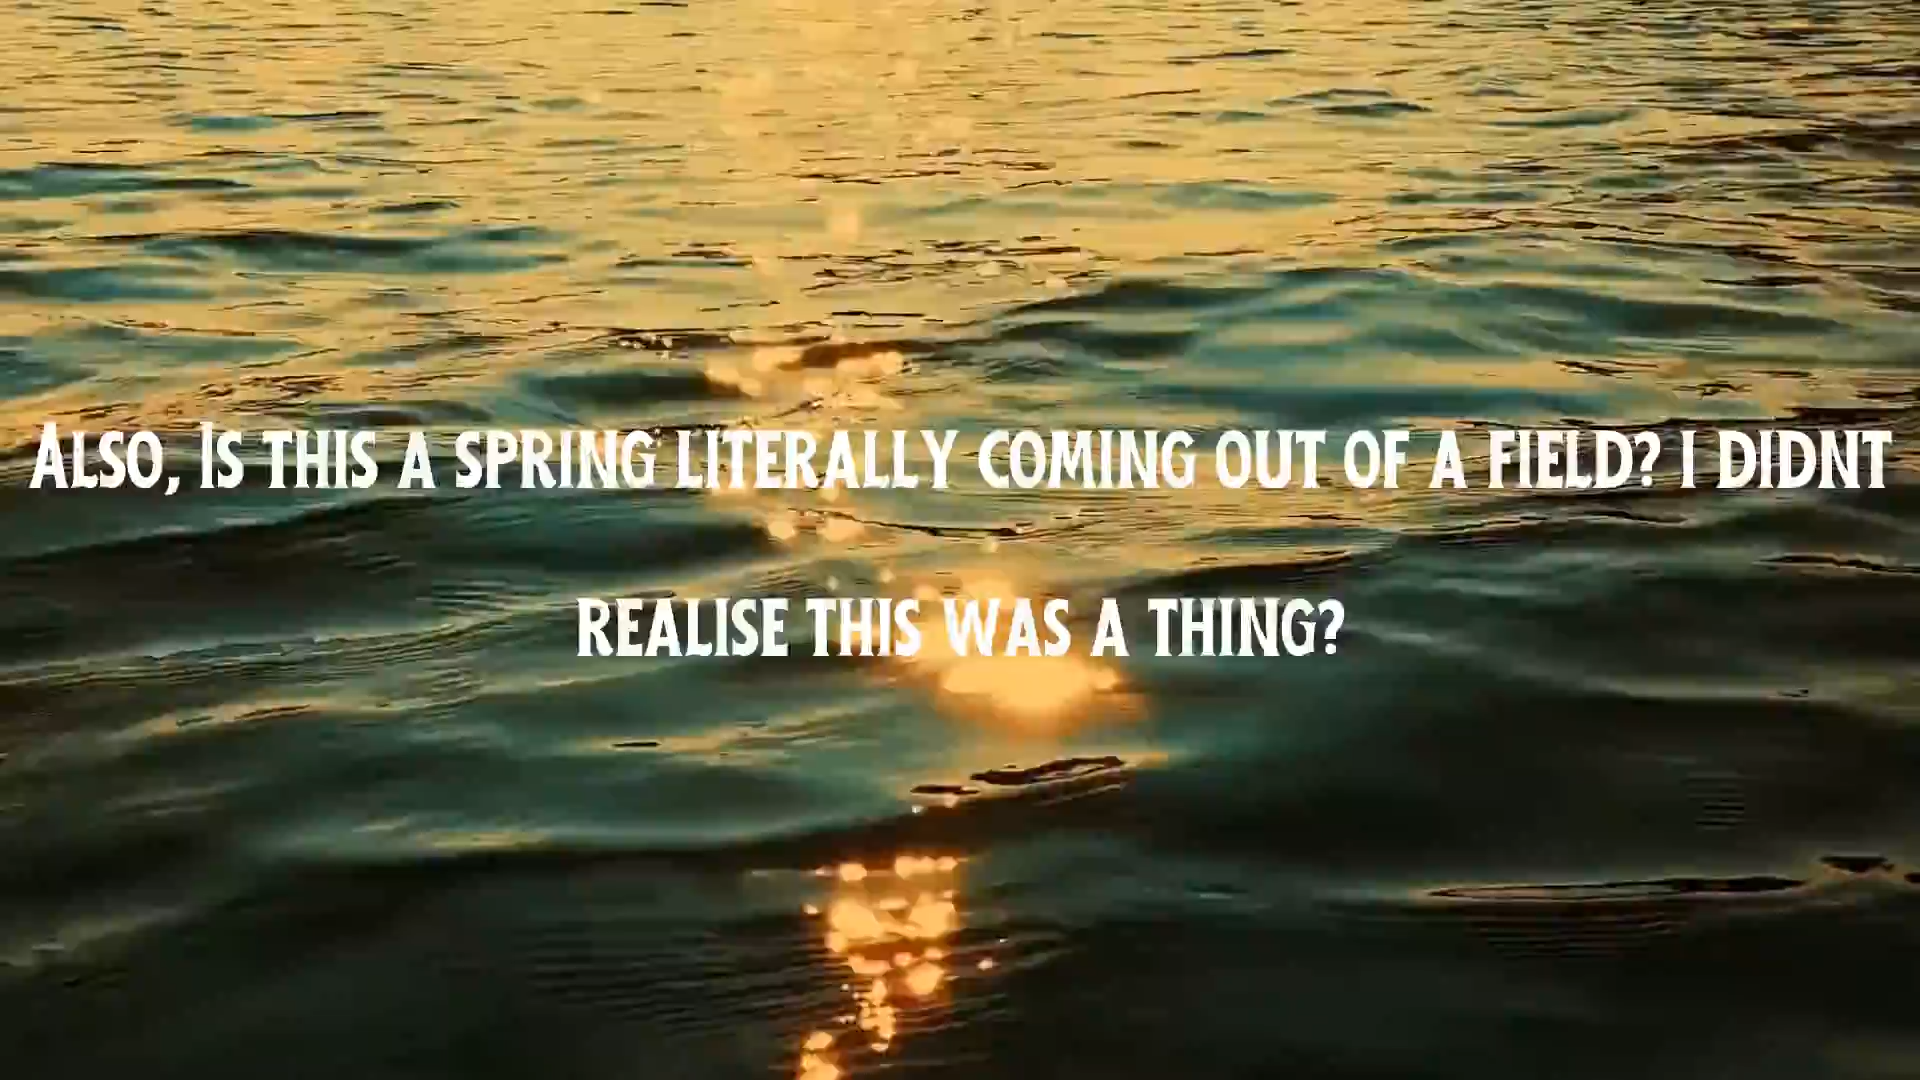 Also, Is this a spring literally coming out of a field? I didnt
realise this was a thing?